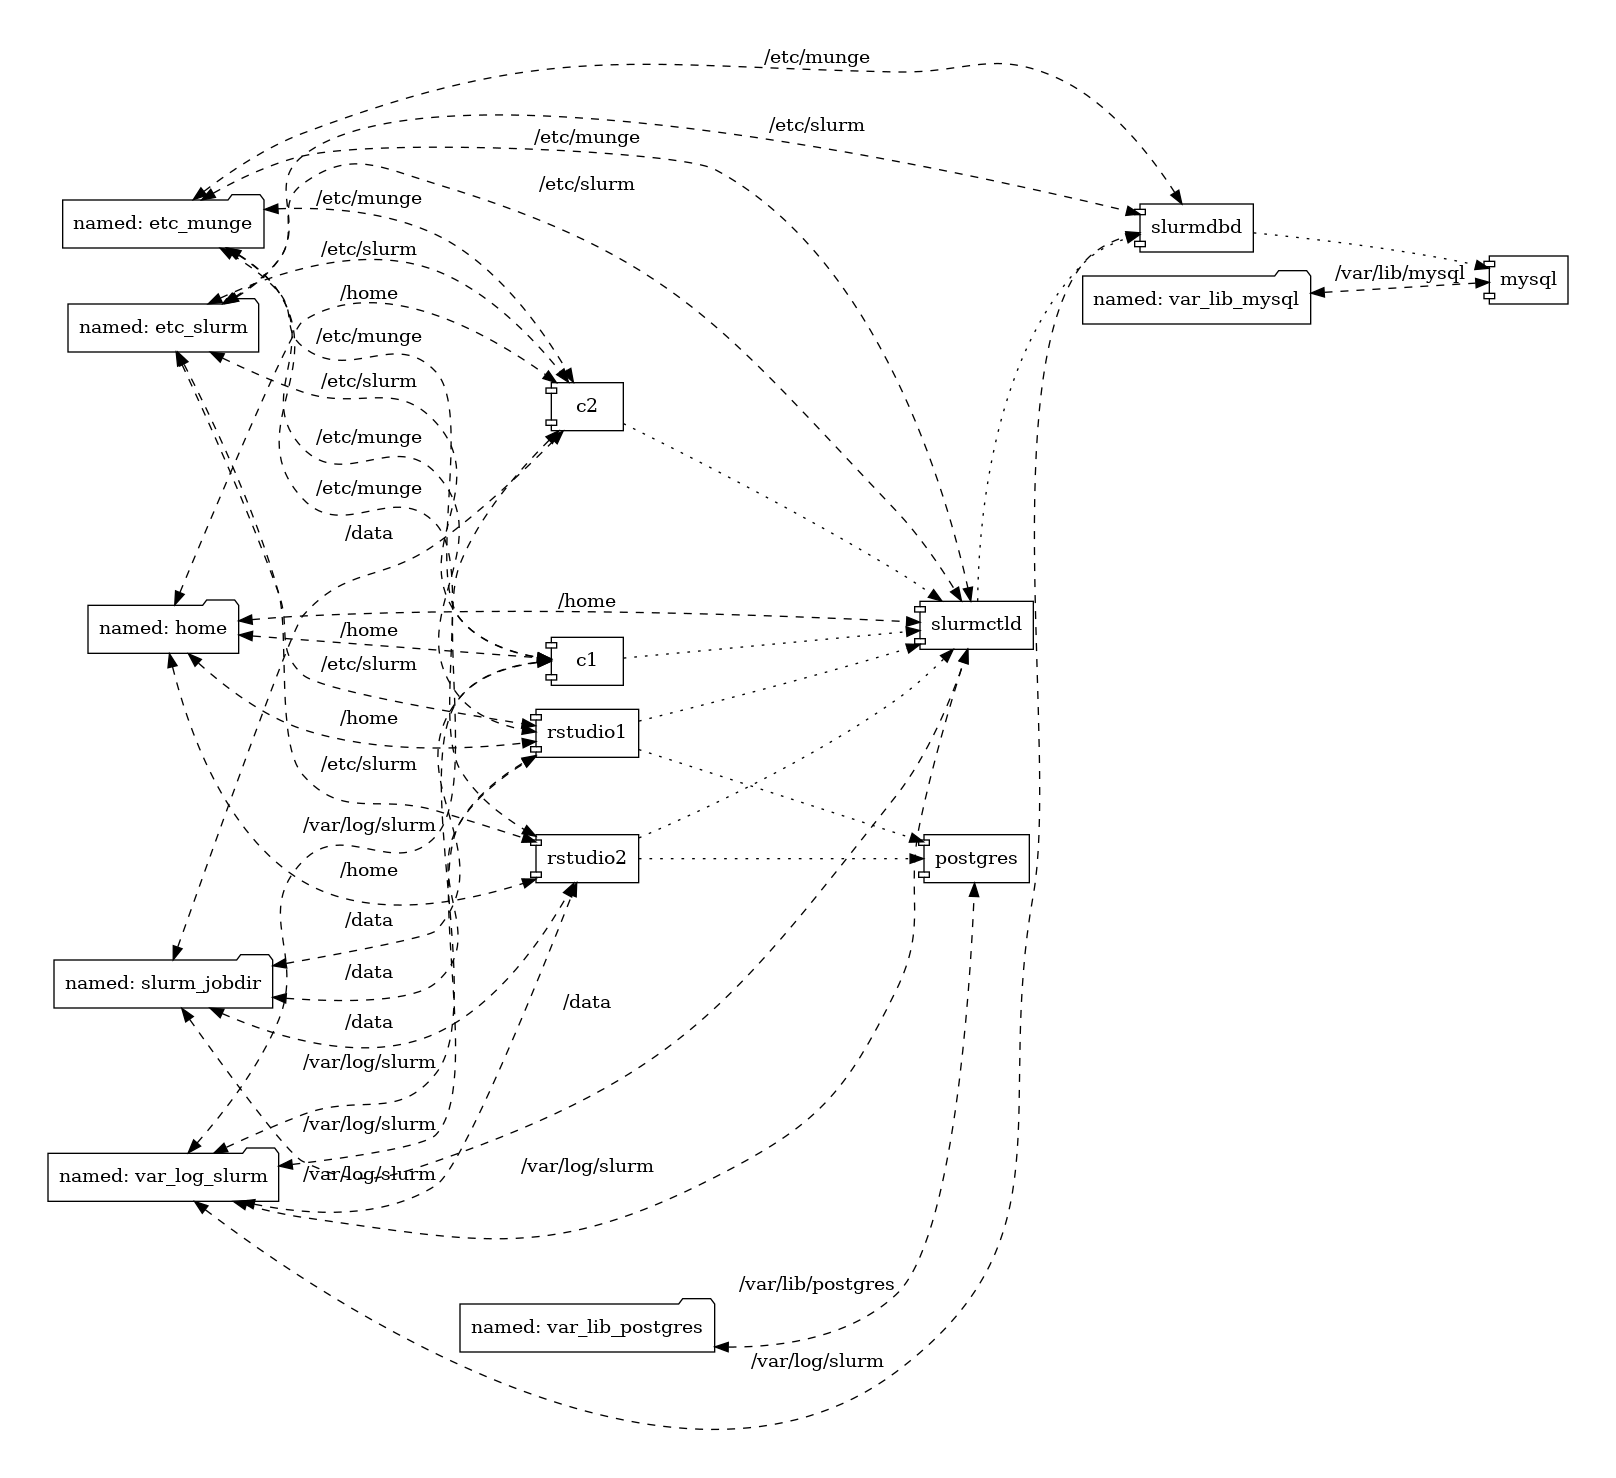 /etc/munge
/etc/slurm
/etc/munge
/etc/slurm
/etc/munge
named: etc_munge
slurmdbd
/etc/slurm
/var/lib/mysql
mysql
/home
named: var_lib_mysql
named: etc_slurm
/etc/munge
/etc/slurm
c2
/etc/munge
/etc/munge
/data
/home
named: home
slurmctld
/home
c1
/etc/slurm
/home
rstudio1
/etc/slurm
/var/log/slurm
rstudio2
postgres
/home
/data
/data
named: slurm_jobdir
/data
/data
/var/log/slurm
/var/log/slurm
/var/log/slurm
/var/log/slurm
named: var_log_slurm
/var/lib/postgres
named: var_lib_postgres
/var/log/slurm